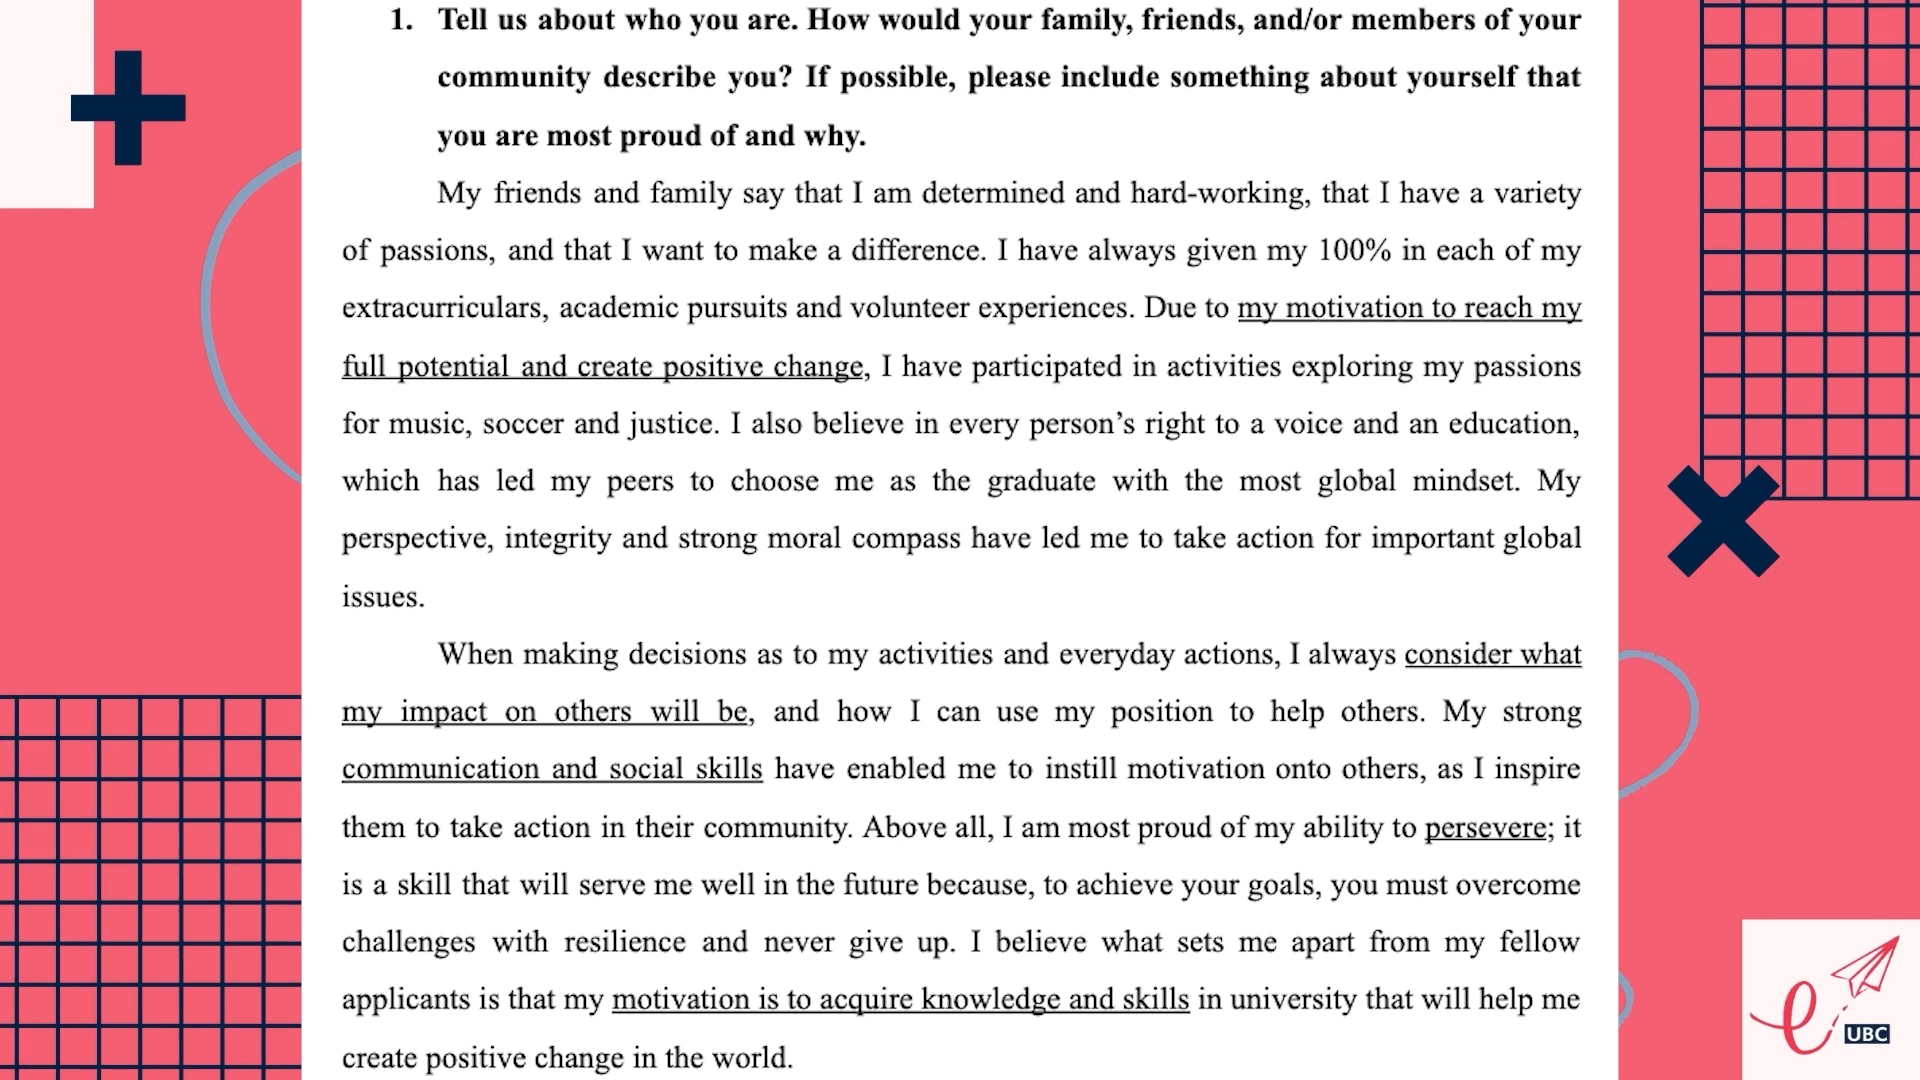 1. Tell us about who you are. How would your family, friends, and/or members of your
community describe you? If possible, please include something about yourself that
you are most proud of and why.
My friends and family say that I am determined and hard-working, that I have a variety
of passions, and that I want to make a difference. I have always given my 100% in each of my
extracurriculars, academic pursuits and volunteer experiences. Due to my motivation to reach my
full potential and create positive change, I have participated in activities exploring my passions
for music, soccer and justice. I also believe in every person’s right to a voice and an education,
which has led my peers to choose me as the graduate with the most global mindset. My
perspective, integrity and strong moral compass have led me to take action for important global
issues.
When making decisions as to my activities and everyday actions, I always consider what
my impact on others will be, and how I can use my position to help others. My strong
communication and social skills have enabled me to instill motivation onto others, as I inspire
them to take action in their community. Above all, I am most proud of my ability to persevere; it
is a skill that will serve me well in the future because, to achieve your goals, you must overcome
challenges with resilience and never give up. I believe what sets me apart from my fellow
applicants is that my motivation is to acquire knowledge and skills in university that will help me
create positive change in the world.
e
UBC